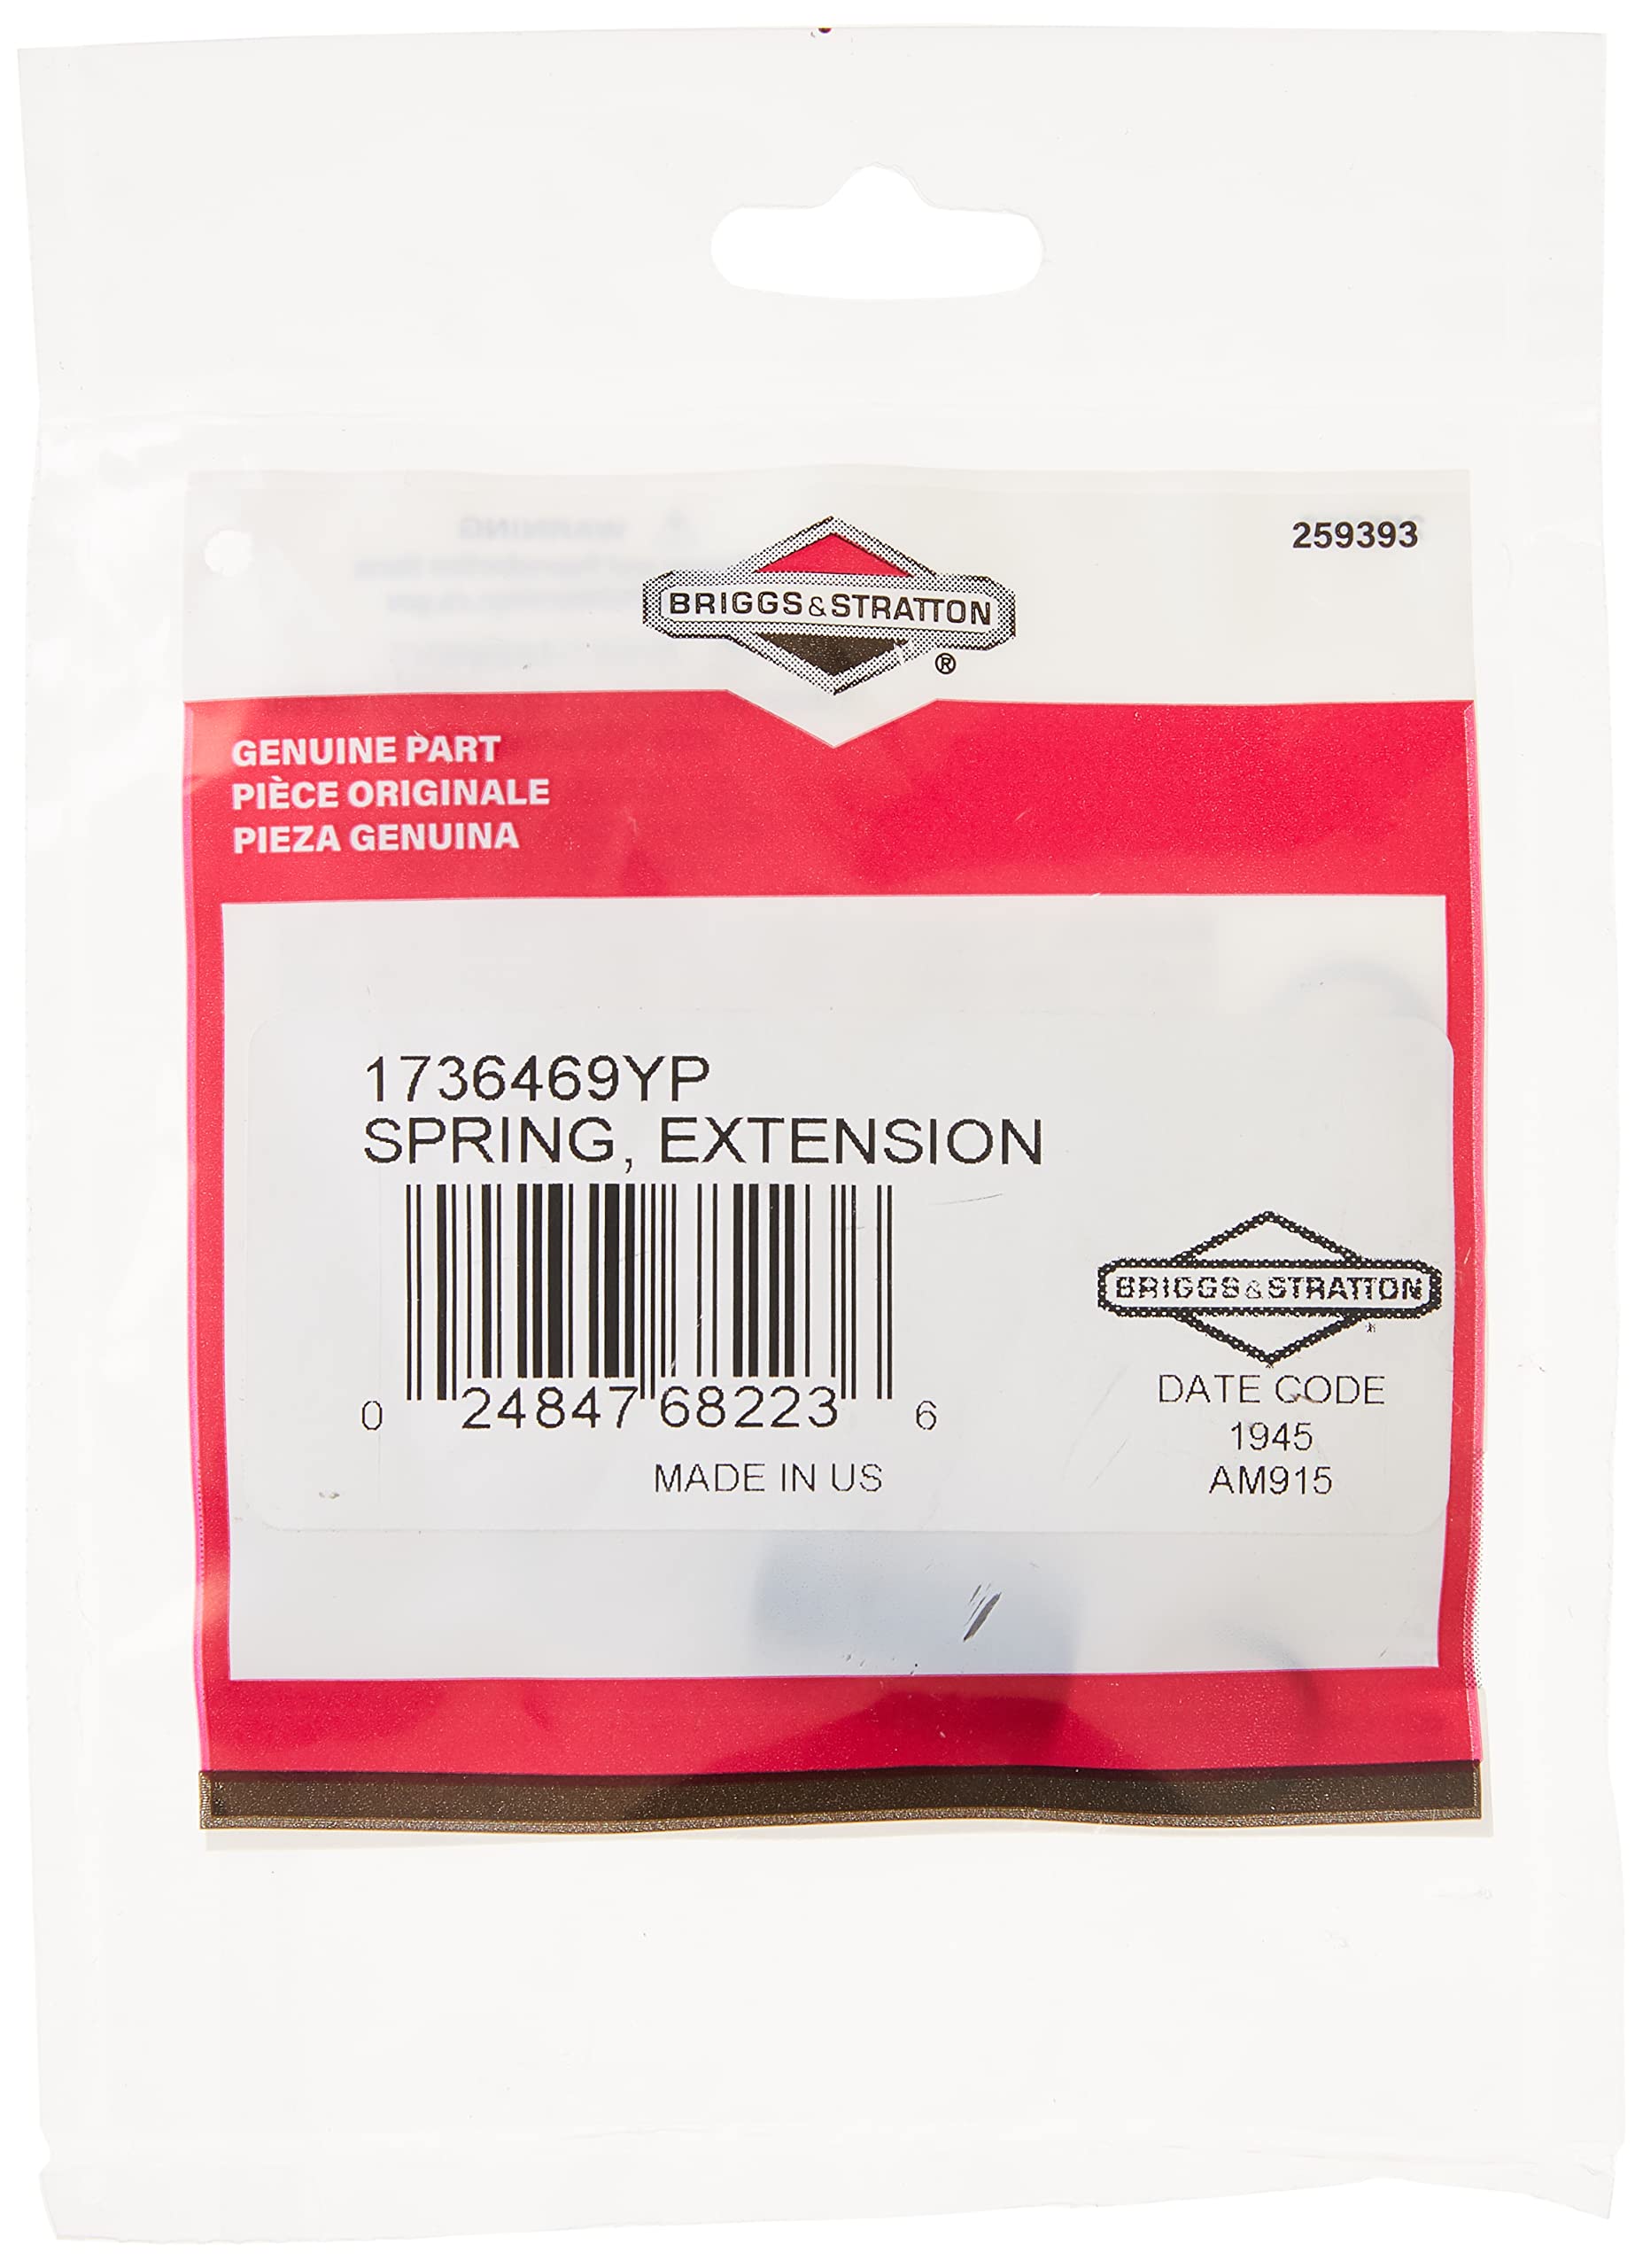 259393
BRIGGS & STRATTON
®
GENUINE PART
PIÈCE ORIGINALE
PIEZA GENUINA
1736469YP
SPRING, EXTENSION
0 24847 68223 6
MADE IN US
BRIGGS & STRATTON
DATE CODE
1945
AM915